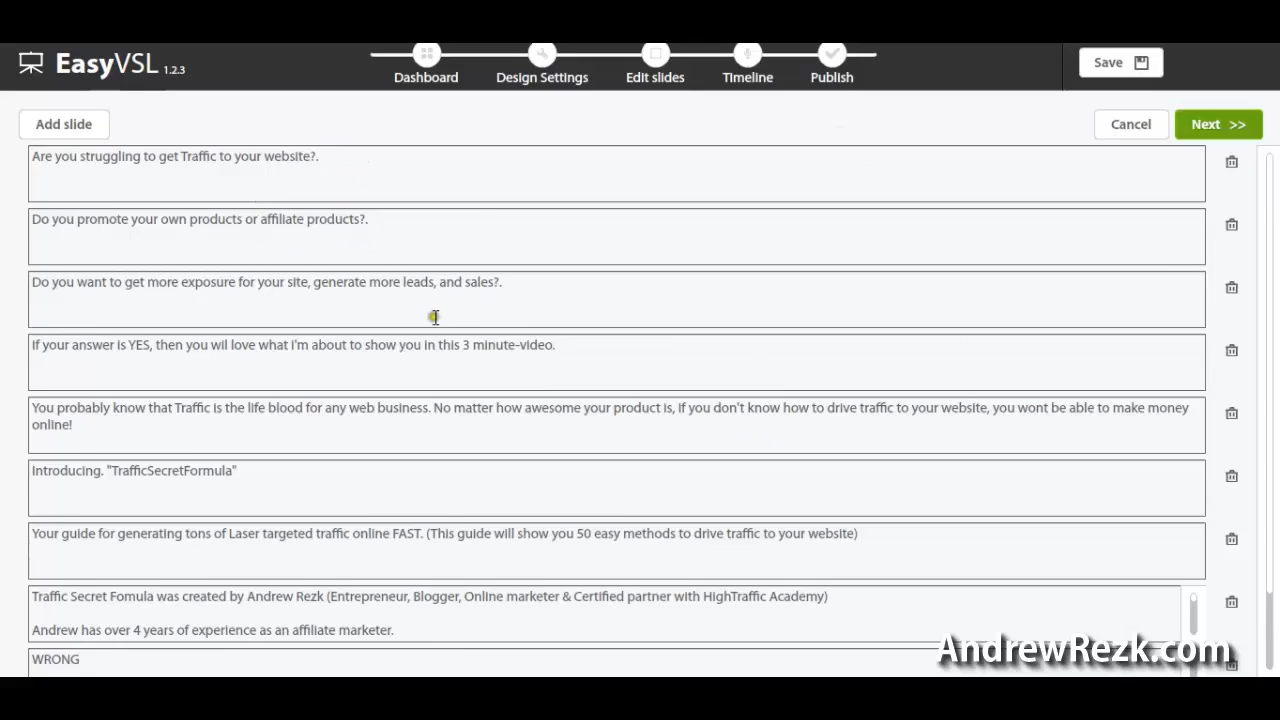 EasyVSL 1.2.3
Dashboard
Design Settings
Edit slides
Timeline
Publish
Save
Add slide
Cancel
Next >>
Are you struggling to get Traffic to your website?.
Do you promote your own products or affiliate products?.
Do you want to get more exposure for your site, generate more leads, and sales?.
If your answer is YES, then you wil love what i'm about to show you in this 3 minute-video.
You probably know that Traffic is the life blood for any web business. No matter how awesome your product is, if you don't know how to drive traffic to your website, you wont be able to make money
online!
Introducing. "TrafficSecretFormula"
Your guide for generating tons of Laser targeted traffic online FAST. (This guide will show you 50 easy methods to drive traffic to your website)
Traffic Secret Fomula was created by Andrew Rezk (Entrepreneur, Blogger, Online marketer & Certified partner with HighTraffic Academy)
Andrew has over 4 years of experience as an affiliate marketer.
WRONG
AndrewRezk.com